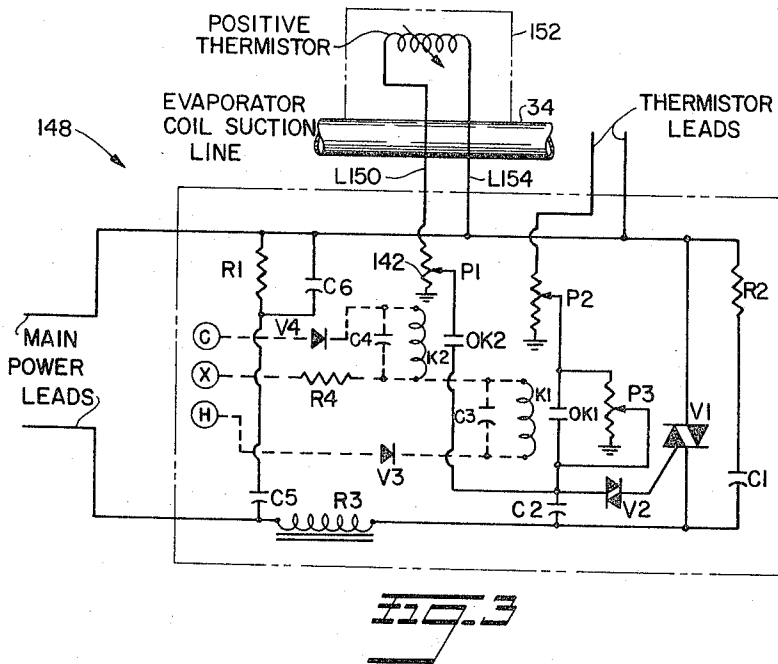 POSITIVE
THERMISTOR
152
EVAPORATOR
COIL SUCTION
LINE
34
THERMISTOR
LEADS
148
L150
L154
R1
C6
142
P1
P2
R2
C
V4
C4
K2
OK2
MAIN
POWER
LEADS
X
R4
C3
K1
OK1
P3
V1
H
V3
C5
R3
C2
V2
C1
FIG. 3